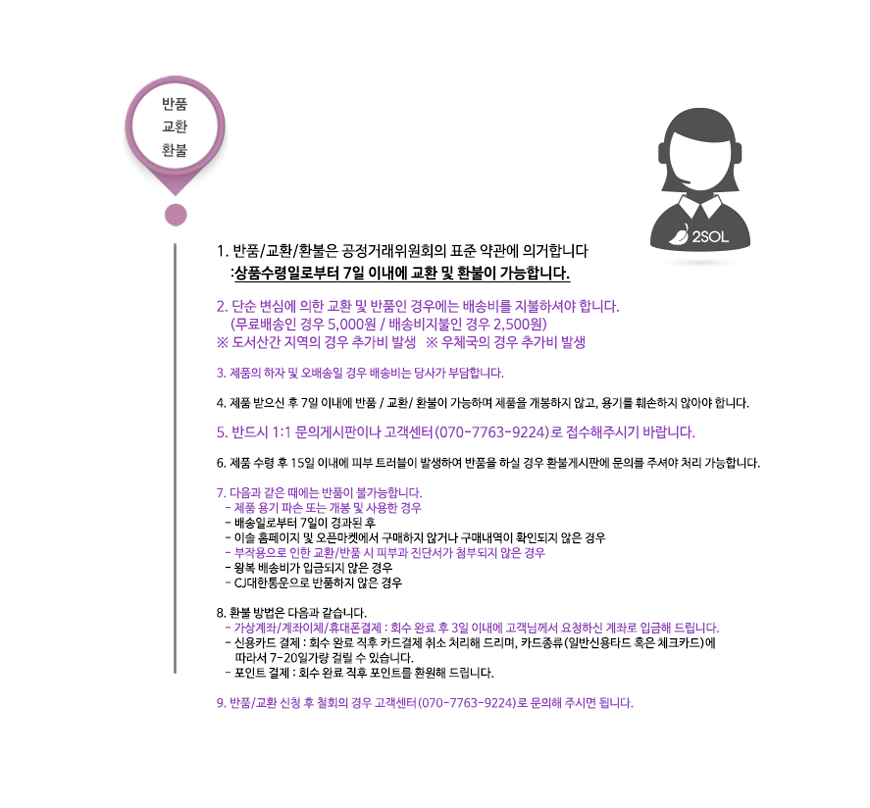 반품
교환
환불
2SOL
1. 반품/교환/환불은 공정거래위원회의 표준 약관에 의거합니다
:상품수령일로부터 7일 이내에 교환 및 환불이 가능합니다.
2. 단순 변심에 의한 교환 및 반품인 경우에는 배송비를 지불하셔야 합니다.
(무료배송인 경우 5,000원 / 배송비지불인 경우 2,500원)
※ 도서산간 지역의 경우 추가비 발생 ※ 우체국의 경우 추가비 발생
3. 제품의 하자 및 오배송일 경우 배송비는 당사가 부담합니다.
4. 제품 받으신 후 7일 이내에 반품 / 교환/ 환불이 가능하며 제품을 개봉하지 않고, 용기를 훼손하지 않아야 합니다.
5. 반드시 1:1 문의게시판이나 고객센터(070-7763-9224)로 접수해주시기 바랍니다.
6. 제품 수령 후 15일 이내에 피부 트러블이 발생하여 반품을 하실 경우 환불게시판에 문의를 주셔야 처리 가능합니다.
7. 다음과 같은 때에는 반품이 불가능합니다.
- 제품 용기 파손 또는 개봉 및 사용한 경우
- 배송일로부터 7일이 경과된 후
- 이솔 홈페이지 및 오픈마켓에서 구매하지 않거나 구매내역이 확인되지 않은 경우
- 부작용으로 인한 교환/반품 시 피부과 진단서가 첨부되지 않은 경우
- 왕복 배송비가 입금되지 않은 경우
- CJ대한통운으로 반품하지 않은 경우
8. 환불 방법은 다음과 같습니다.
- 가상계좌/계좌이체/휴대폰결제 : 회수 완료 후 3일 이내에 고객님께서 요청하신 계좌로 입금해 드립니다.
- 신용카드 결제 : 회수 완료 직후 카드결제 취소 처리해 드리며, 카드종류(일반신용타드 혹은 체크카드)에
따라서 7-20일가량 걸릴 수 있습니다.
- 포인트 결제 : 회수 완료 직후 포인트를 환원해 드립니다.
9. 반품/교환 신청 후 철회의 경우 고객센터(070-7763-9224)로 문의해 주시면 됩니다.